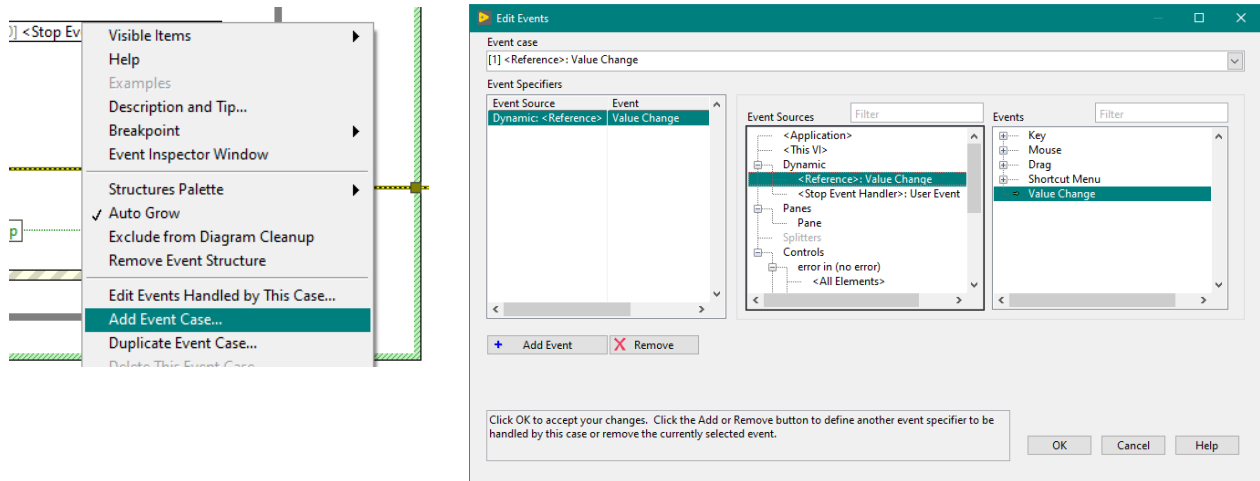 ] <Stop Ev
Visible Items
Help
Examples
Description and Tip...
Breakpoint
Event Inspector Window
Structures Palette
Auto Grow
Exclude from Diagram Cleanup
Remove Event Structure
p
Edit Events Handled by This Case...
Add Event Case...
Duplicate Event Case...
Delete This Event Case
Edit Events
Event case
[1] <Reference>: Value Change
Event Specifiers
Event Source Event
Dynamic: <Reference> Value Change
Event Sources Filter
<Application>
<This VI>
Dynamic
<Reference>: Value Change
<Stop Event Handler>: User Event
Panes
Pane
Splitters
Controls
error in (no error)
<All Elements>
Events Filter
Key
Mouse
Drag
Shortcut Menu
Value Change
Add Event Remove
Click OK to accept your changes. Click the Add or Remove button to define another event specifier to be
handled by this case or remove the currently selected event.
OK Cancel Help